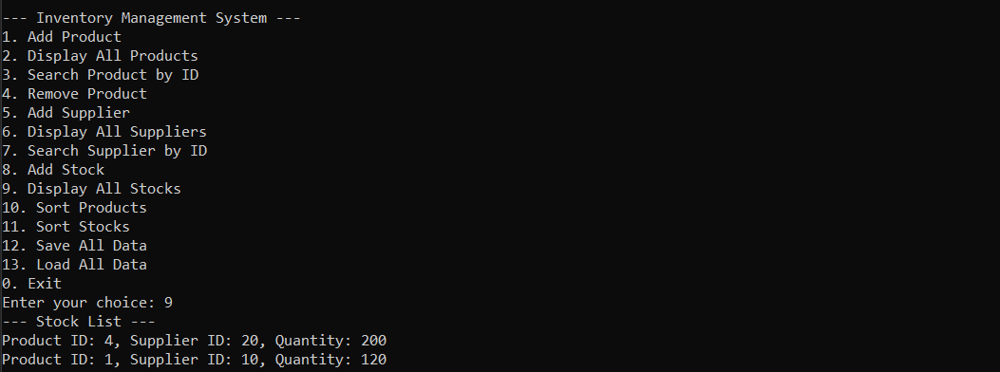 --- Inventory Management System ---
1. Add Product
2. Display All Products
3. Search Product by ID
4. Remove Product
5. Add Supplier
6. Display All Suppliers
7. Search Supplier by ID
8. Add Stock
9. Display All Stocks
10. Sort Products
11. Sort Stocks
12. Save All Data
13. Load All Data
0. Exit
Enter your choice: 9
--- Stock List ---
Product ID: 4, Supplier ID: 20, Quantity: 200
Product ID: 1, Supplier ID: 10, Quantity: 120